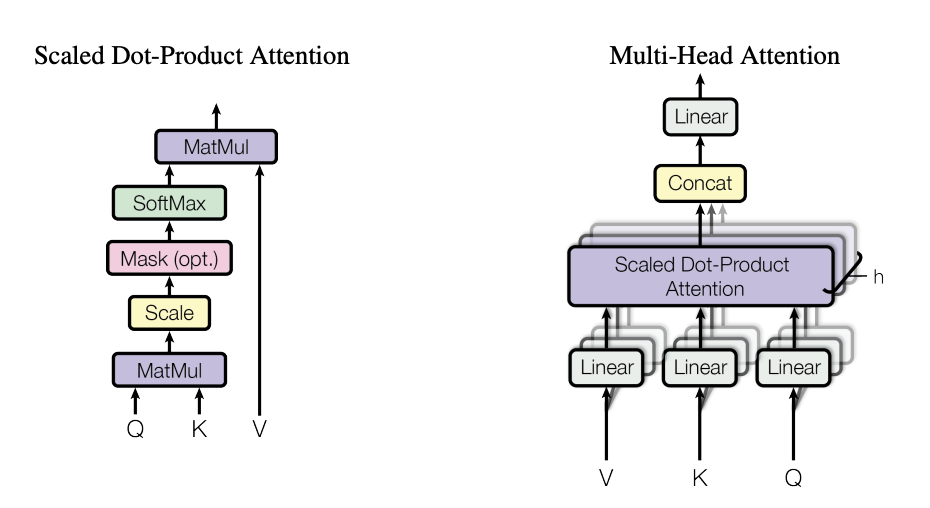 Scaled Dot-Product Attention
MatMul
SoftMax
Mask (opt.)
Scale
MatMul
Q K V
Multi-Head Attention
Linear
Concat
Scaled Dot-Product
Attention
h
Linear Linear Linear
V K Q